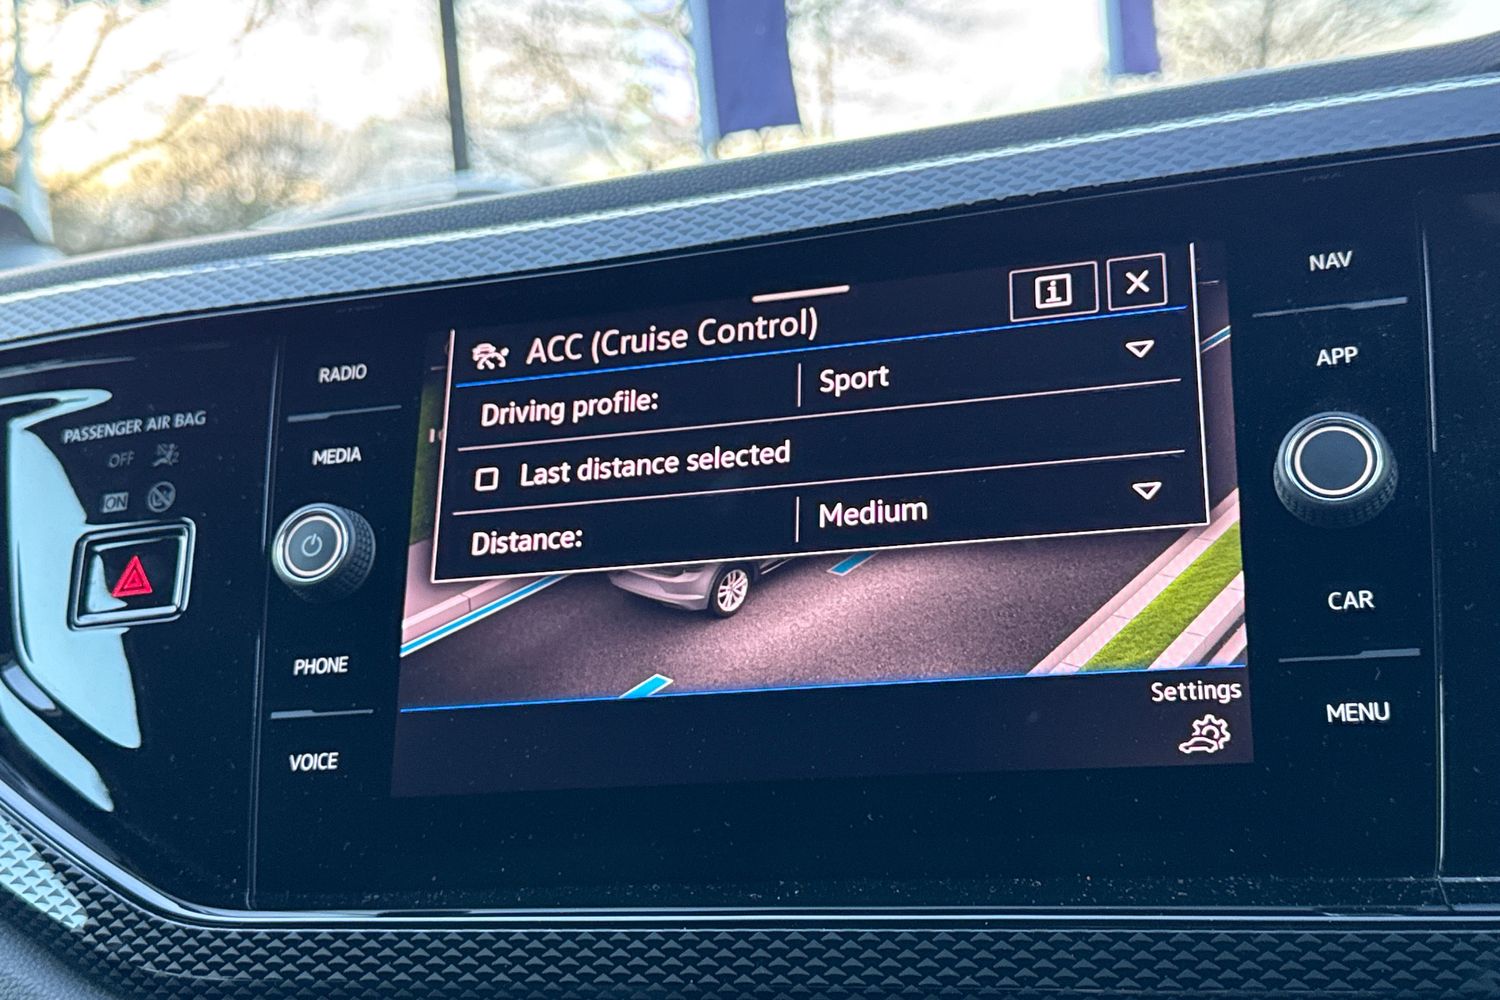 PASSENGER AIR BAG
OFF
ON
RADIO
MEDIA
PHONE
VOICE
ACC (Cruise Control)
Driving profile: Sport
Last distance selected
Distance: Medium
Settings
NAV
APP
CAR
MENU